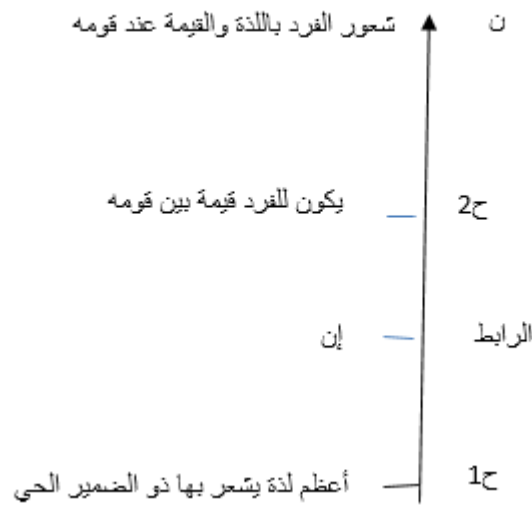 ن شعور الفرد باللذة والقيمة عند قومه
ح2 يكون للفرد قيمة بين قومه
الرابط إن
ح1 أعظم لذة يشعر بها ذو الضمير الحي